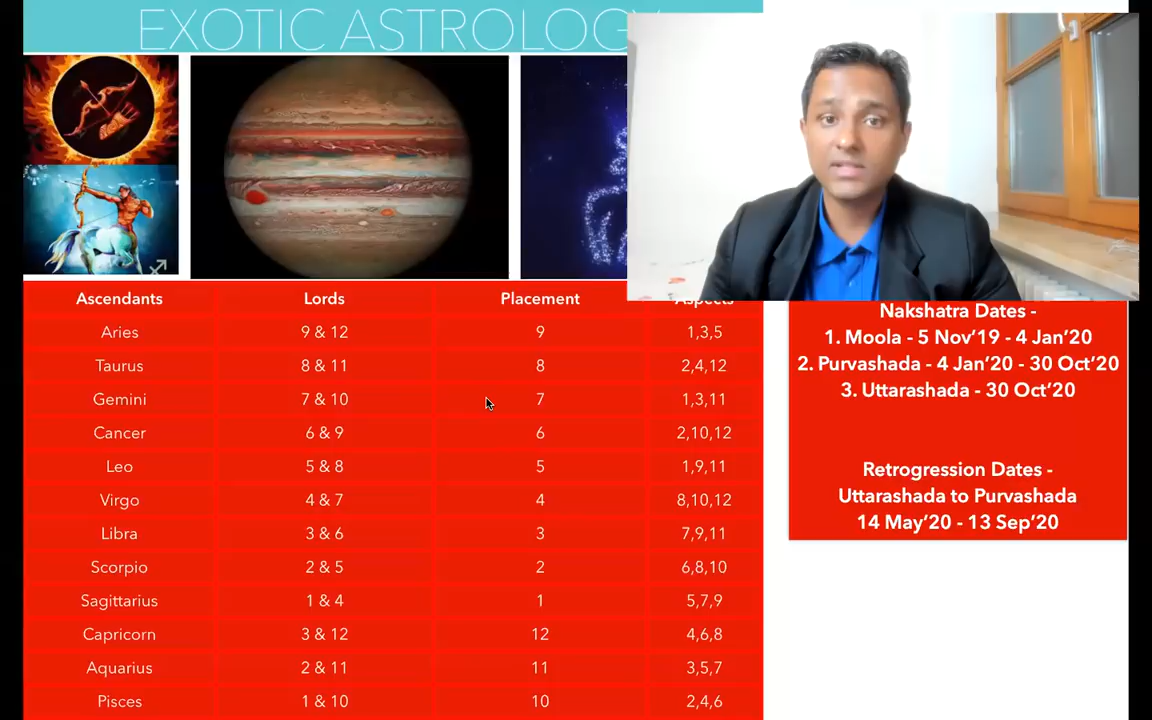 EXOTIC ASTROLOGY
Ascendants Lords Placement Aspects
Aries 9 & 12 9 1,3,5
Taurus 8 & 11 8 2,4,12
Gemini 7 & 10 7 1,3,11
Cancer 6 & 9 6 2,10,12
Leo 5 & 8 5 1,9,11
Virgo 4 & 7 4 8,10,12
Libra 3 & 6 3 7,9,11
Scorpio 2 & 5 2 6,8,10
Sagittarius 1 & 4 1 5,7,9
Capricorn 3 & 12 12 4,6,8
Aquarius 2 & 11 11 3,5,7
Pisces 1 & 10 10 2,4,6
Nakshatra Dates -
1. Moola - 5 Nov'19 - 4 Jan'20
2. Purvashada - 4 Jan'20 - 30 Oct'20
3. Uttarashada - 30 Oct'20
Retrogression Dates -
Uttarashada to Purvashada
14 May'20 - 13 Sep'20